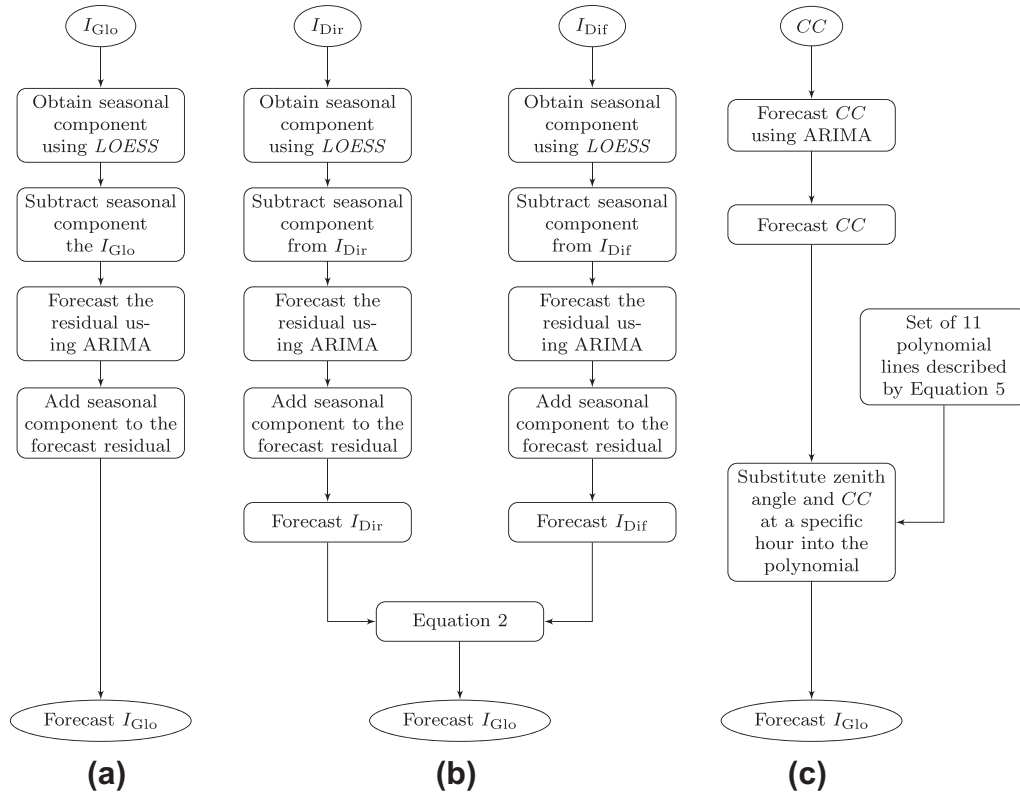 I_Glo
Obtain seasonal
component
using LOESS
Subtract seasonal
component
the I_Glo
Forecast the
residual us-
ing ARIMA
Add seasonal
component to the
forecast residual
Forecast I_Glo
(a)
I_Dir
Obtain seasonal
component
using LOESS
Subtract seasonal
component
from I_Dir
Forecast the
residual us-
ing ARIMA
Add seasonal
component to the
forecast residual
Forecast I_Dir
I_Dif
Obtain seasonal
component
using LOESS
Subtract seasonal
component
from I_Dif
Forecast the
residual us-
ing ARIMA
Add seasonal
component to the
forecast residual
Forecast I_Dif
Equation 2
Forecast I_Glo
(b)
CC
Forecast CC
using ARIMA
Forecast CC
Set of 11
polynomial
lines described
by Equation 5
Substitute zenith
angle and CC
at a specific
hour into the
polynomial
Forecast I_Glo
(c)